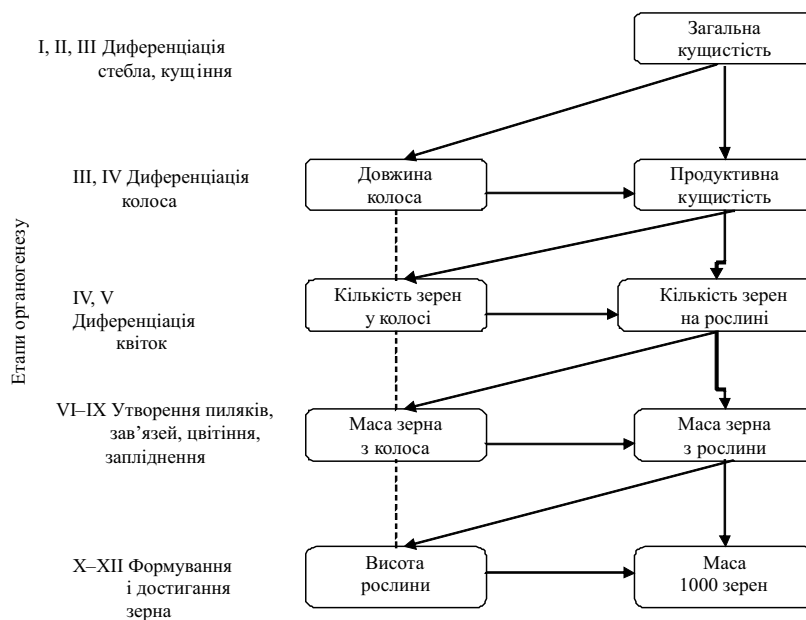 Етапи органогенезу
I, II, III Диференціація
стебла, кущіння
Загальна
кущистість
III, IV Диференціація
колоса
Довжина
колоса
Продуктивна
кущистість
IV, V
Диференціація
квіток
Кількість зерен
у колосі
Кількість зерен
на рослині
VI–IX Утворення пиляків,
зав’язей, цвітіння,
запліднення
Маса зерна
з колоса
Маса зерна
з рослини
X–XII Формування
і достигання
зерна
Висота
рослини
Маса
1000 зерен